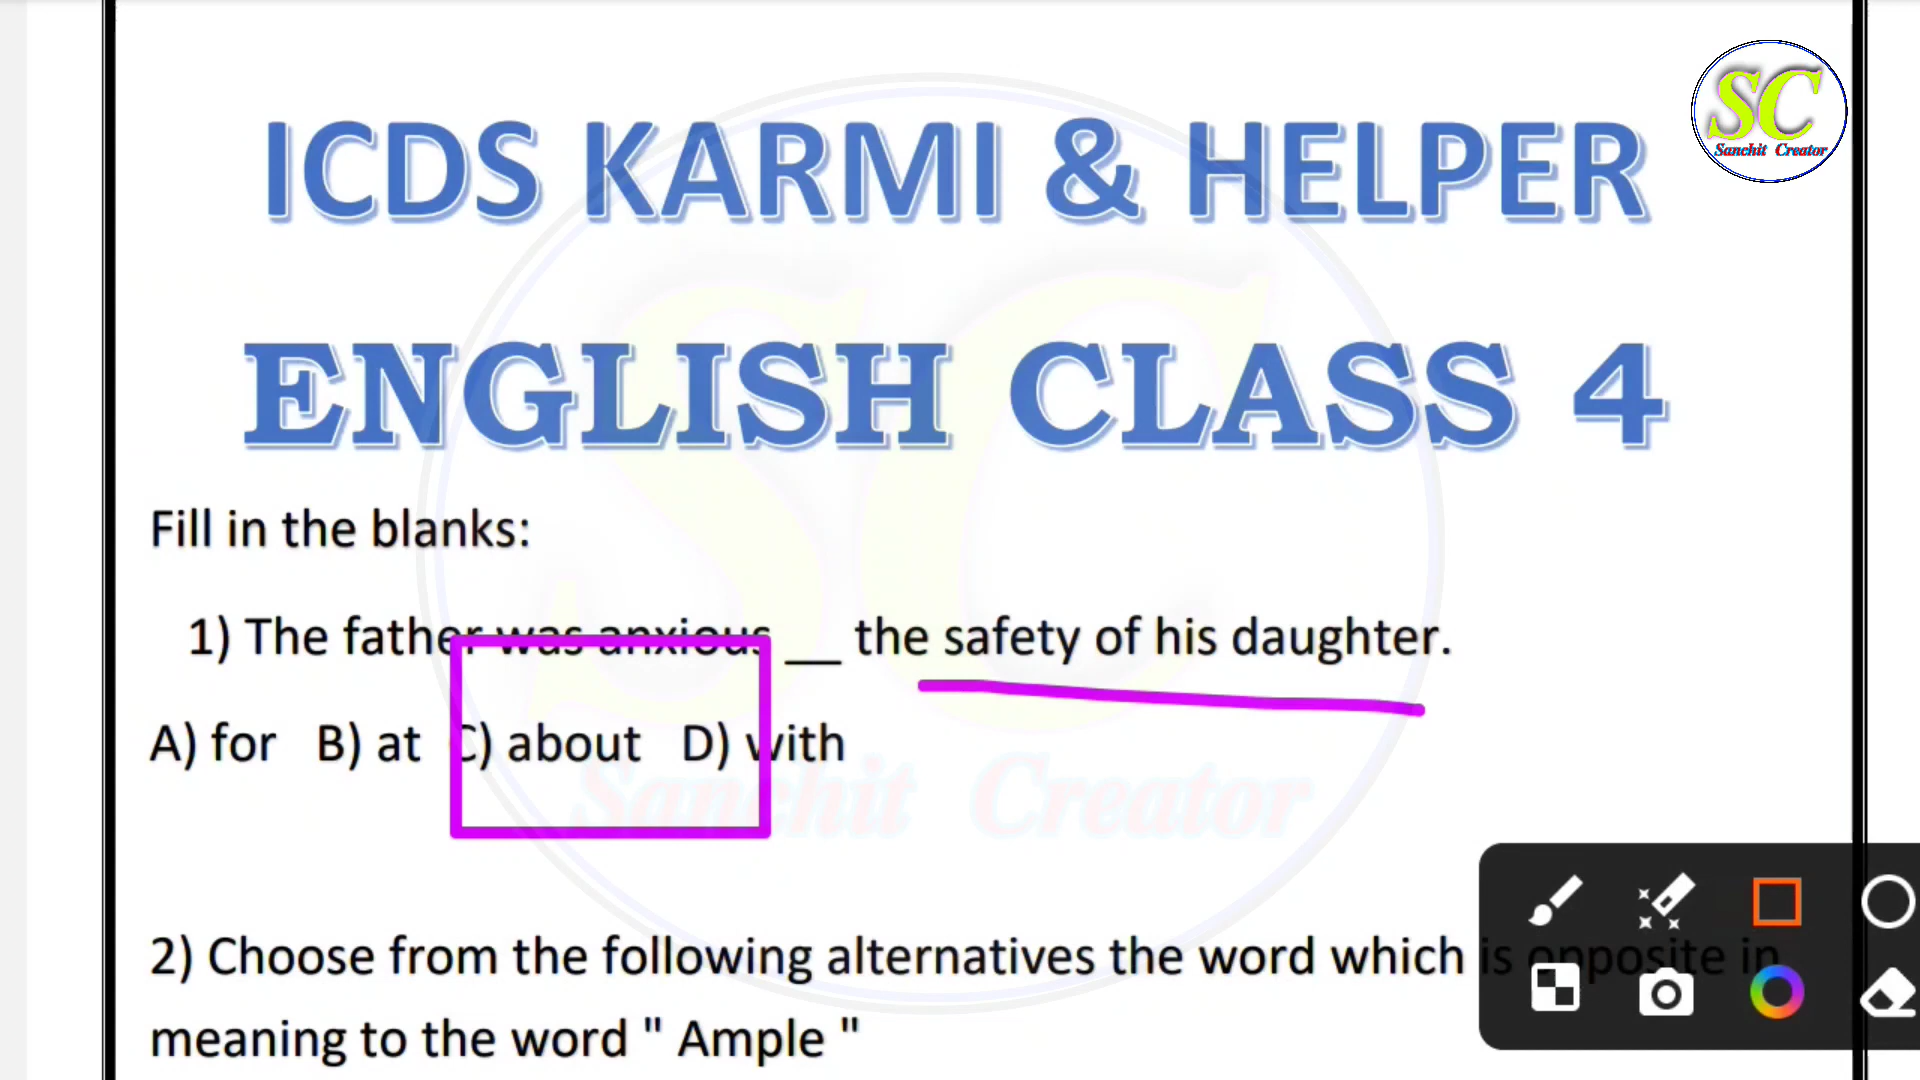 SC
Sanchit Creator
ICDS KARMI & HELPER
ENGLISH CLASS 4
Fill in the blanks:
1) The father was anxious __ the safety of his daughter.
A) for B) at C) about D) with
Sanchit Creator
2) Choose from the following alternatives the word which is opposite in
meaning to the word " Ample "